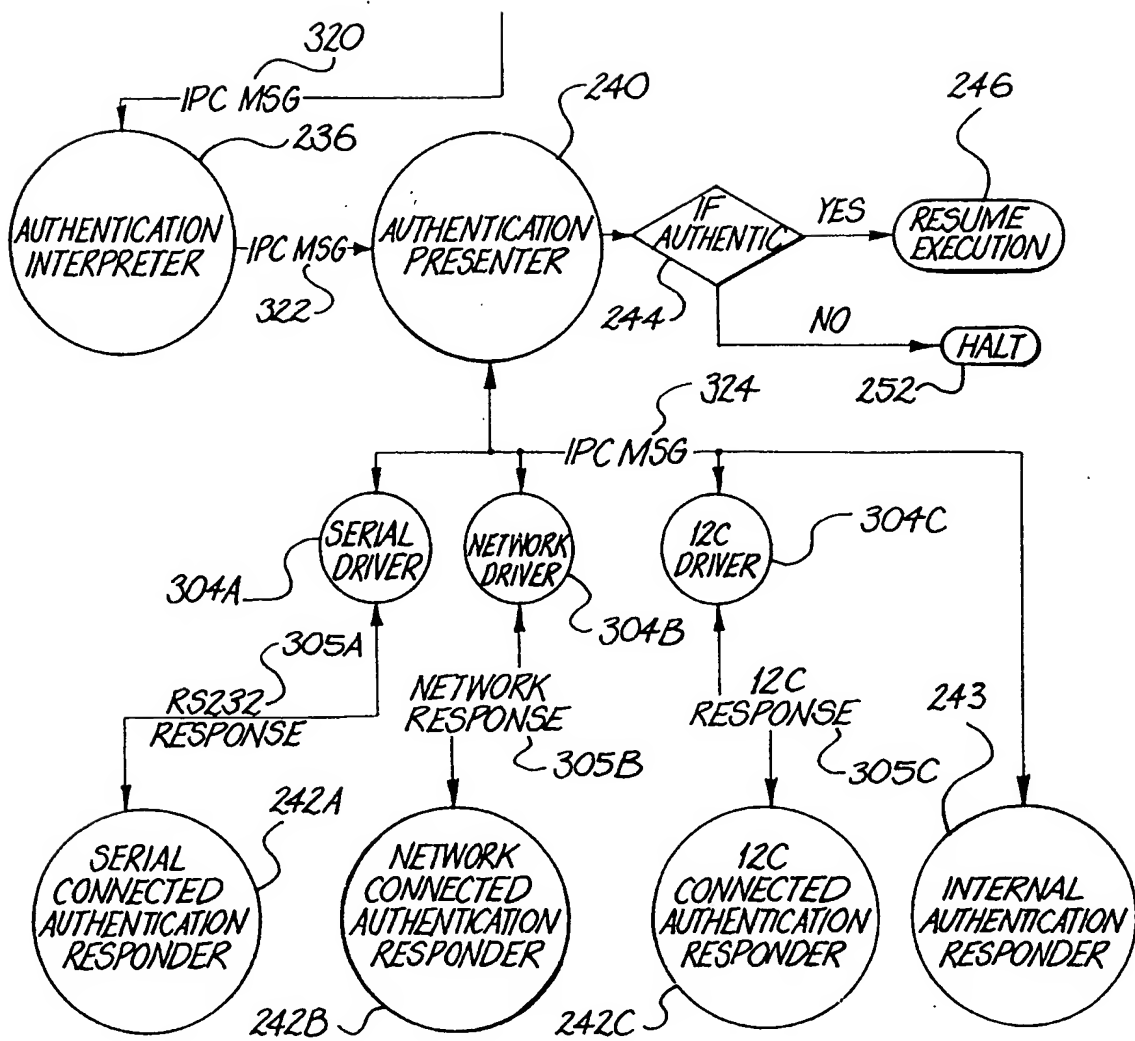 320
IPC MSG
236
240
246
AUTHENTICATION
INTERPRETER
IPC MSG
322
AUTHENTICATION
PRESENTER
IF
AUTHENTIC
244
YES
RESUME
EXECUTION
NO
HALT
252
324
IPC MSG
SERIAL
DRIVER
304A
NETWORK
DRIVER
304B
12C
DRIVER
304C
305A
RS232
RESPONSE
NETWORK
RESPONSE
305B
12C
RESPONSE
305C
243
242A
SERIAL
CONNECTED
AUTHENTICATION
RESPONDER
NETWORK
CONNECTED
AUTHENTICATION
RESPONDER
242B
12C
CONNECTED
AUTHENTICATION
RESPONDER
242C
INTERNAL
AUTHENTICATION
RESPONDER